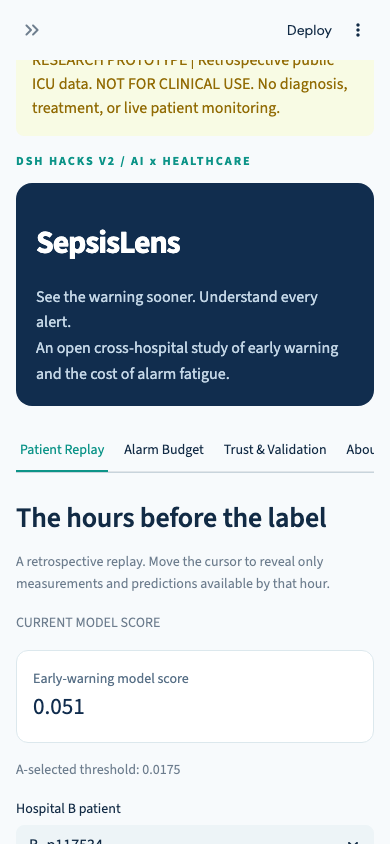 Deploy
RESEARCH PROTOTYPE | Retrospective public
ICU data. NOT FOR CLINICAL USE. No diagnosis,
treatment, or live patient monitoring.
DSH HACKS V2 / AI x HEALTHCARE
SepsisLens
See the warning sooner. Understand every
alert.
An open cross-hospital study of early warning
and the cost of alarm fatigue.
Patient Replay Alarm Budget Trust & Validation Abou
The hours before the label
A retrospective replay. Move the cursor to reveal only
measurements and predictions available by that hour.
CURRENT MODEL SCORE
Early-warning model score
0.051
A-selected threshold: 0.0175
Hospital B patient